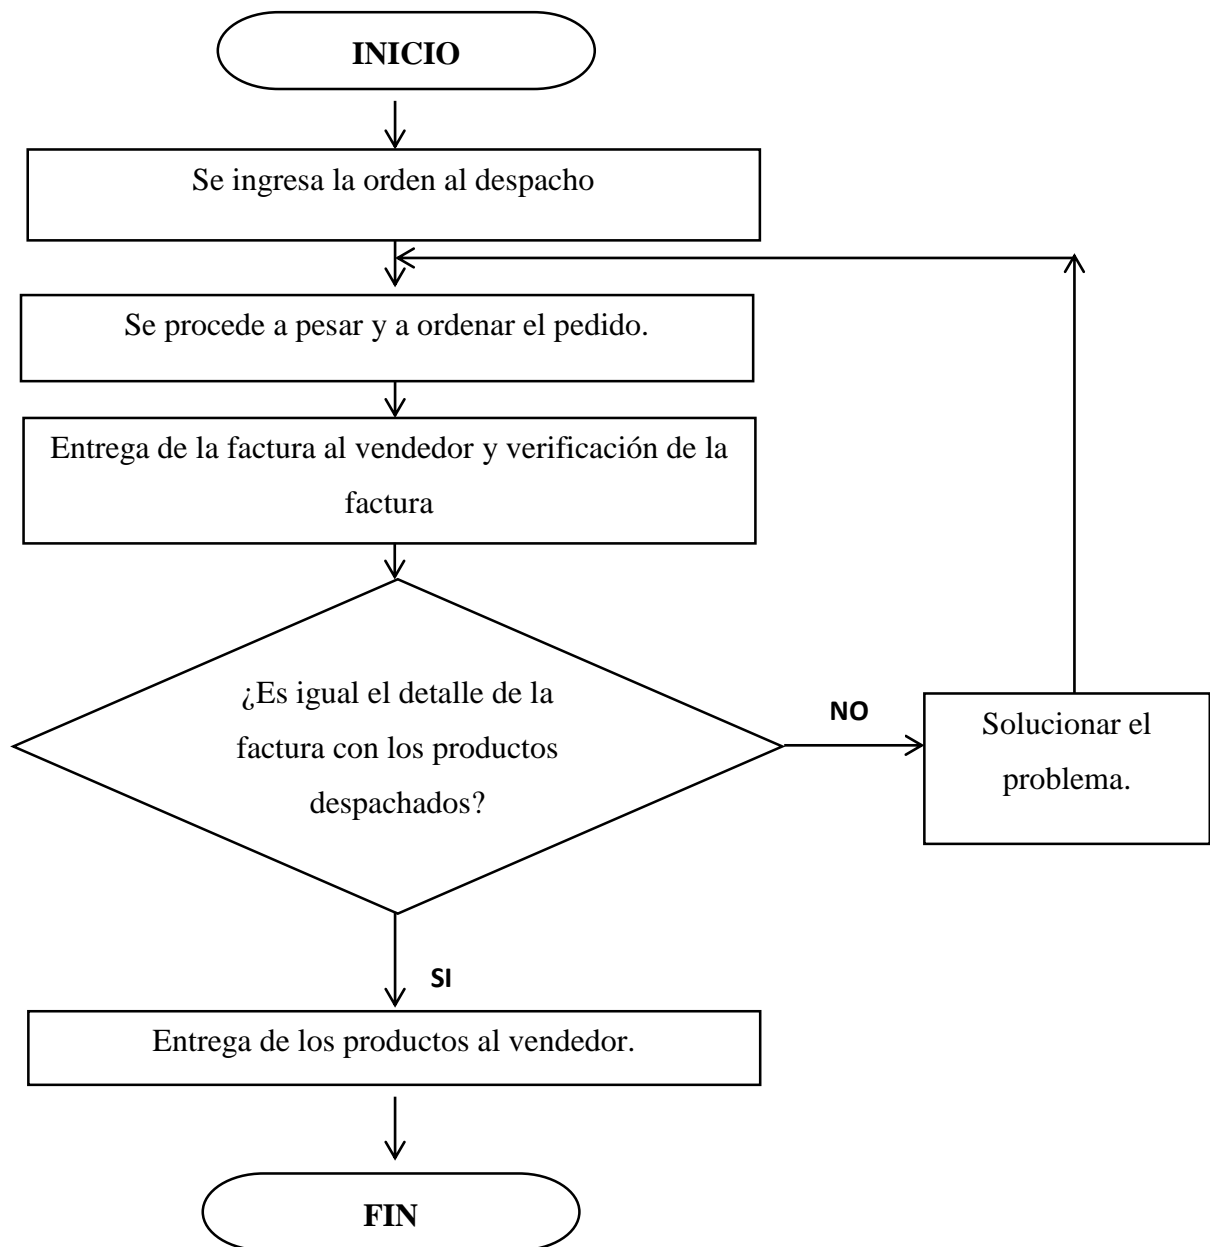 INICIO
Se ingresa la orden al despacho
Se procede a pesar y a ordenar el pedido.
Entrega de la factura al vendedor y verificación de la
factura
¿Es igual el detalle de la
factura con los productos
despachados?
NO
Solucionar el
problema.
SI
Entrega de los productos al vendedor.
FIN